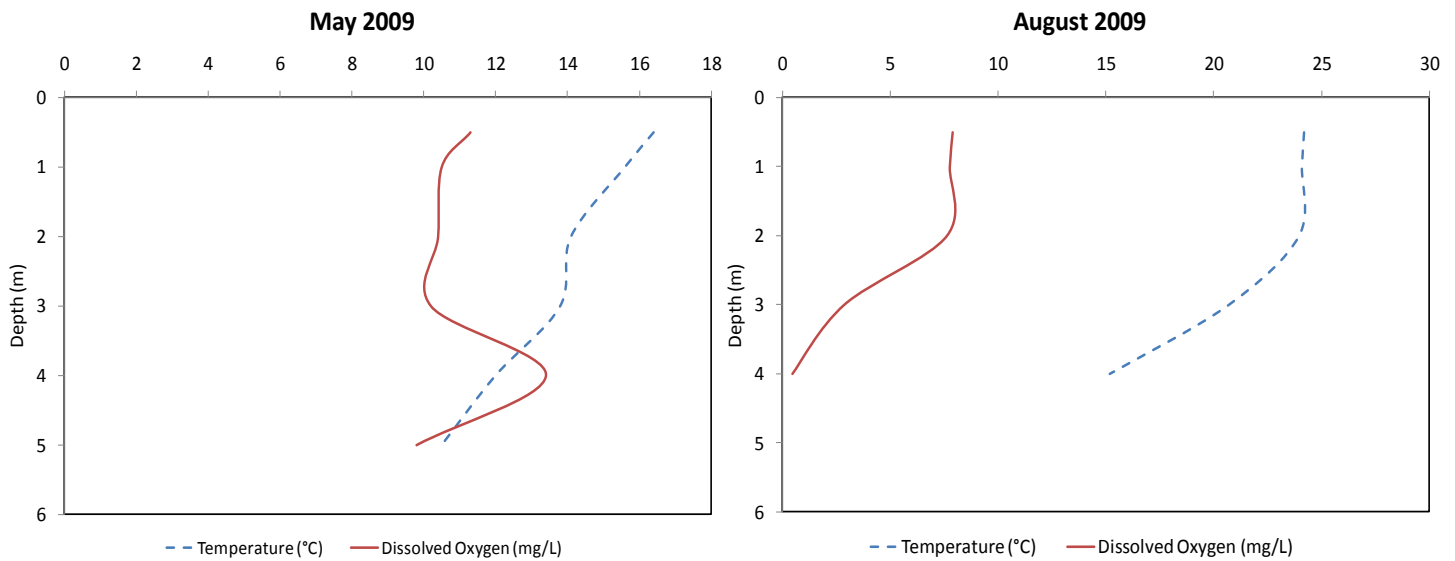 May 2009
0 2 4 6 8 10 12 14 16 18
0
1
2
3
4
5
6
Depth (m)
Temperature (°C) Dissolved Oxygen (mg/L)
August 2009
0 5 10 15 20 25 30
0
1
2
3
4
5
6
Depth (m)
Temperature (°C) Dissolved Oxygen (mg/L)